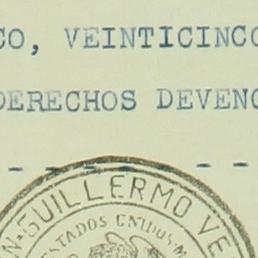 CO, VEINTICINCO
DERECHOS DEVENG
GUILLERMO VE
ESTADOS UNIDOS M